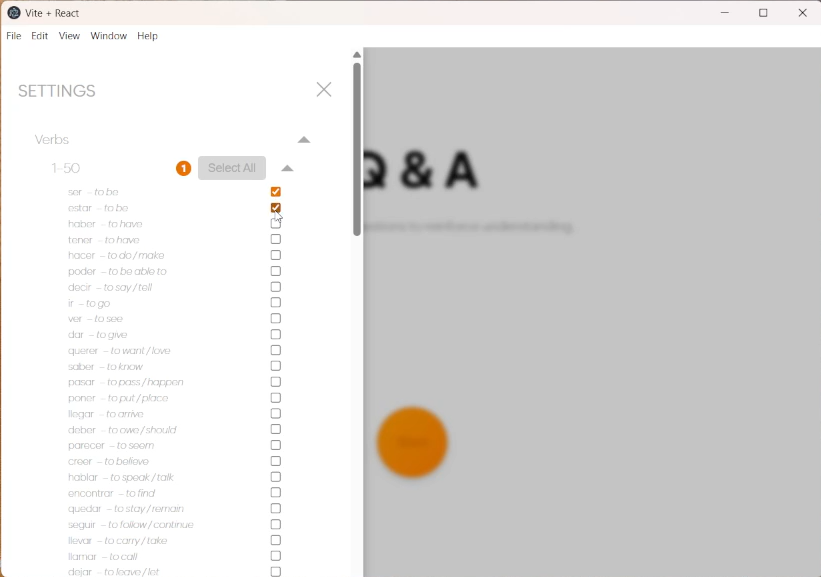 Vite + React
File Edit View Window Help
SETTINGS
Verbs
1-50 1 Select All
ser - to be
estar - to be
haber - to have
tener - to have
hacer - to do / make
poder - to be able to
decir - to say / tell
ir - to go
ver - to see
dar - to give
querer - to want / love
saber - to know
pasar - to pass / happen
poner - to put / place
llegar - to arrive
deber - to owe / should
parecer - to seem
creer - to believe
hablar - to speak / talk
encontrar - to find
quedar - to stay / remain
seguir - to follow / continue
llevar - to carry / take
llamar - to call
dejar - to leave / let
Q & A
to reinforce understanding.